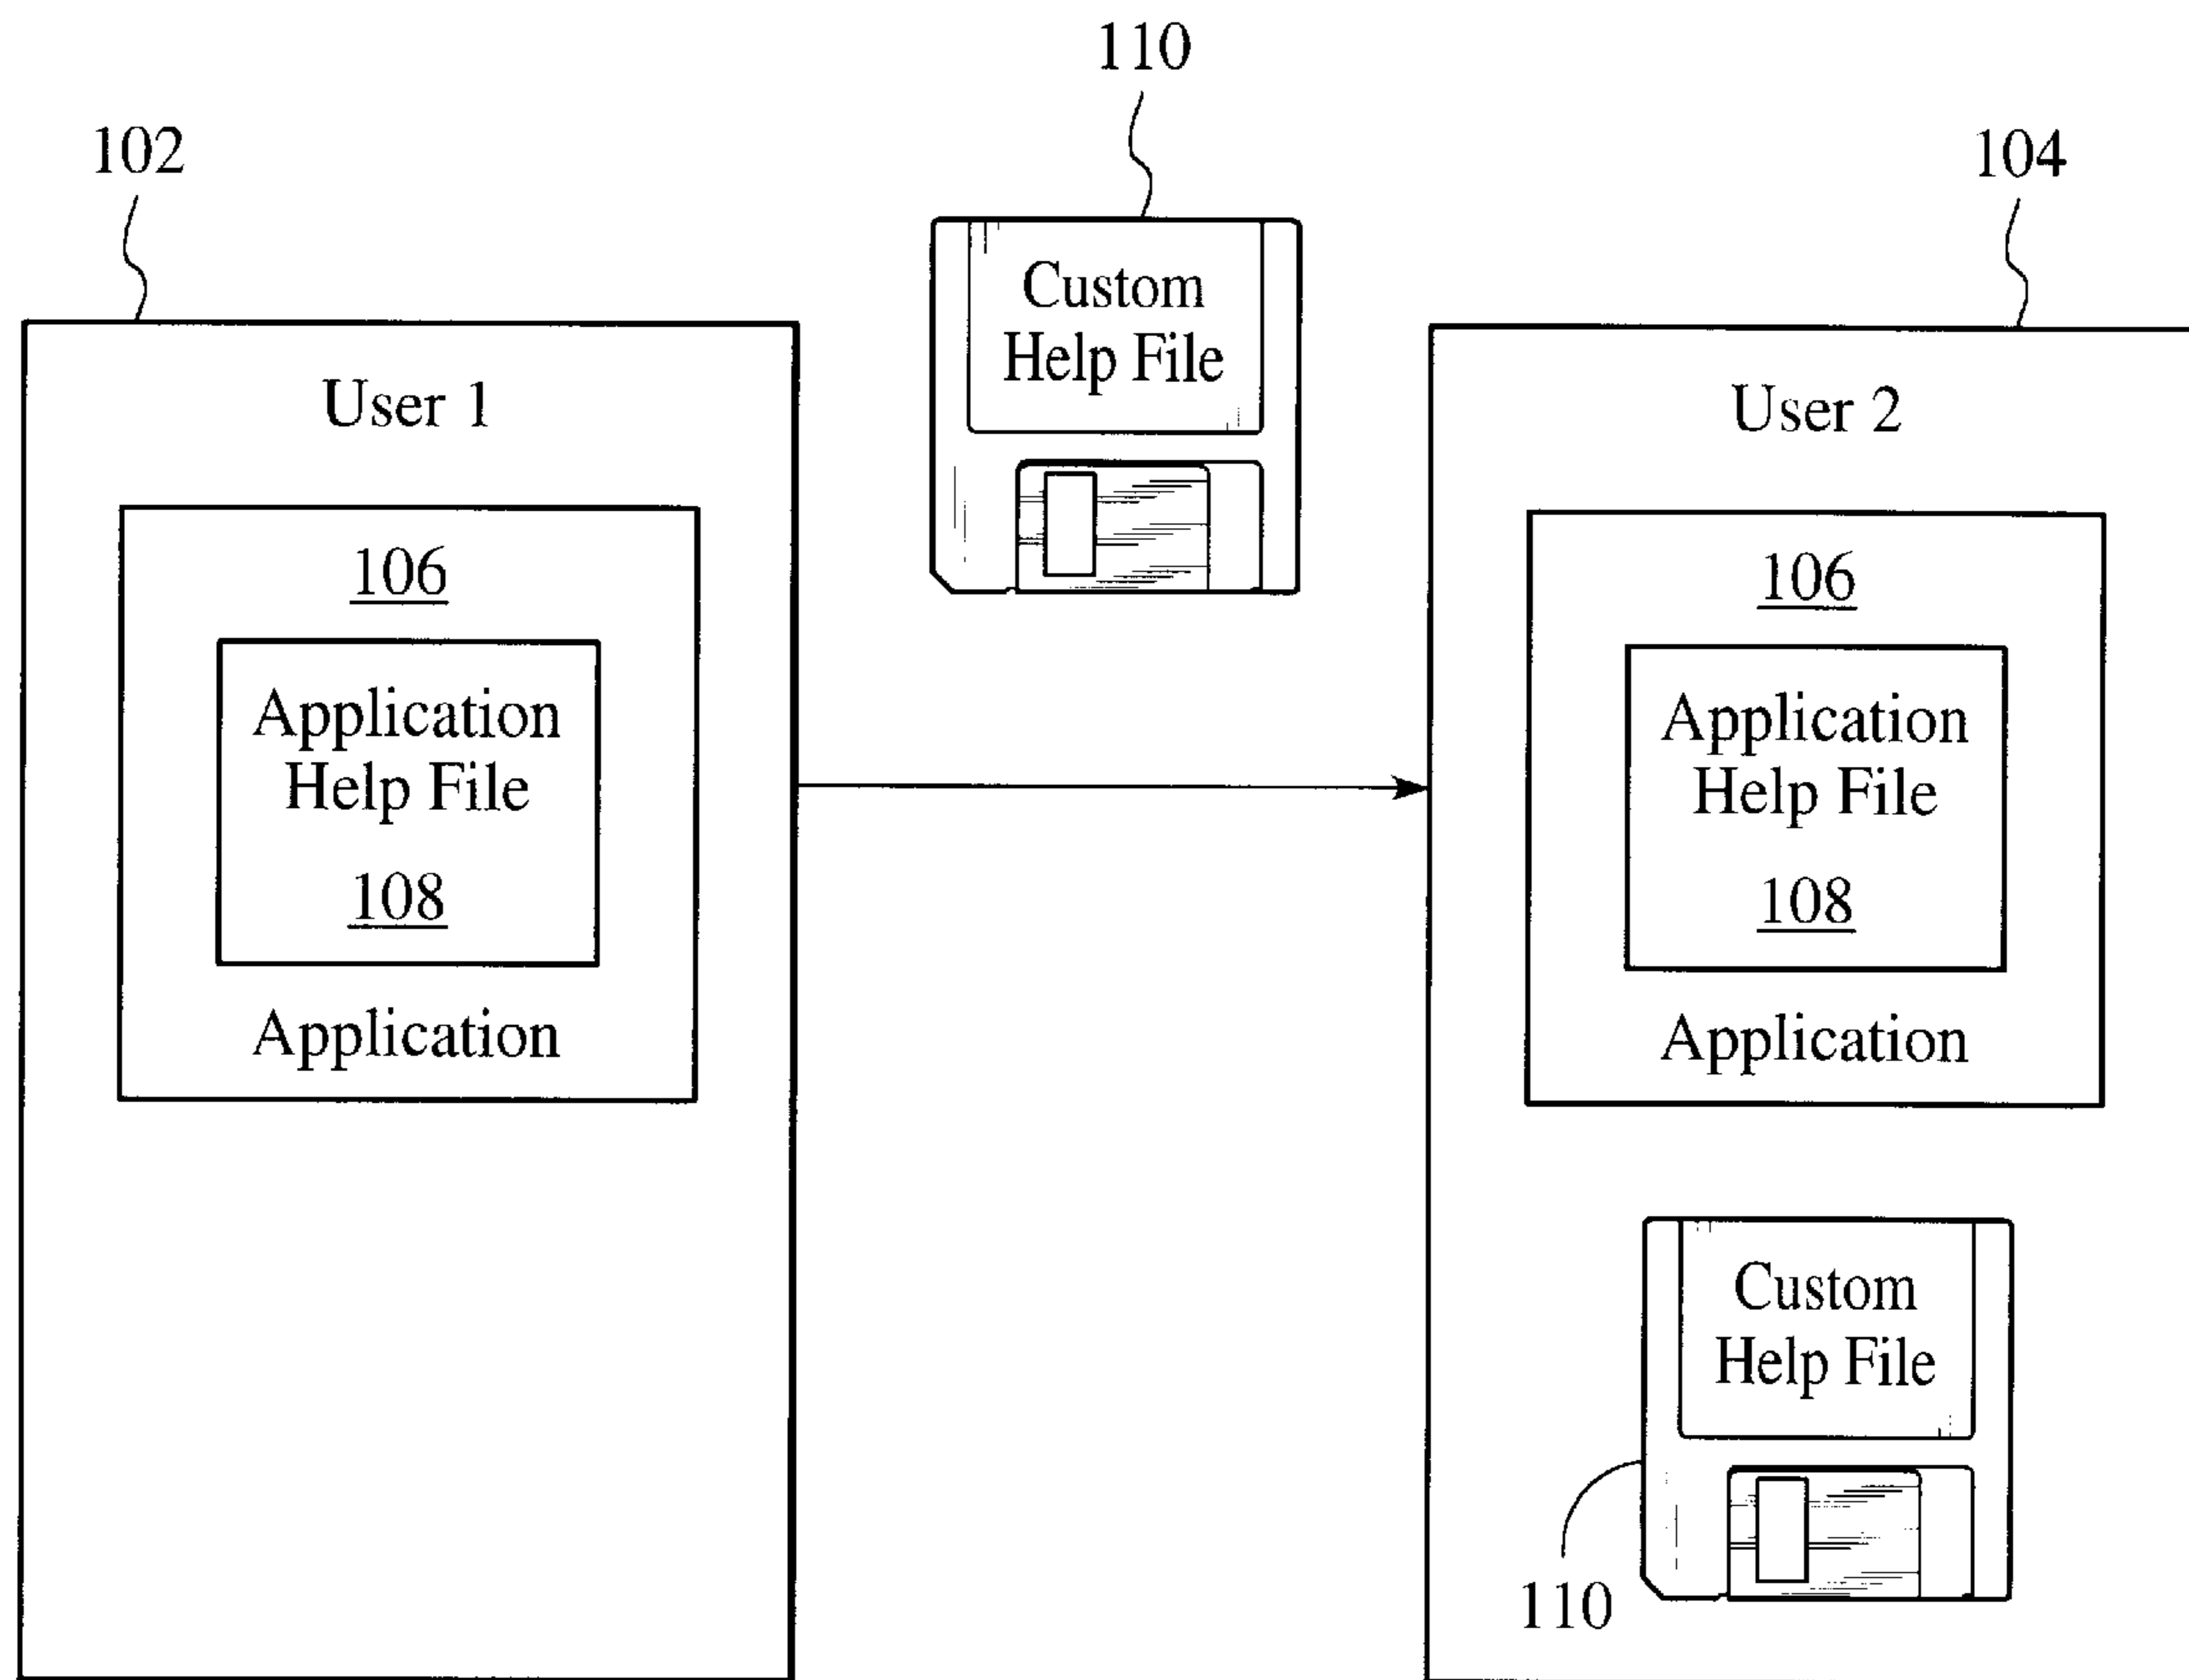 110
102
104
Custom
Help File
User 1
User 2
106
106
Application
Help File
108
Application
Help File
108
Application
Application
Custom
Help File
110